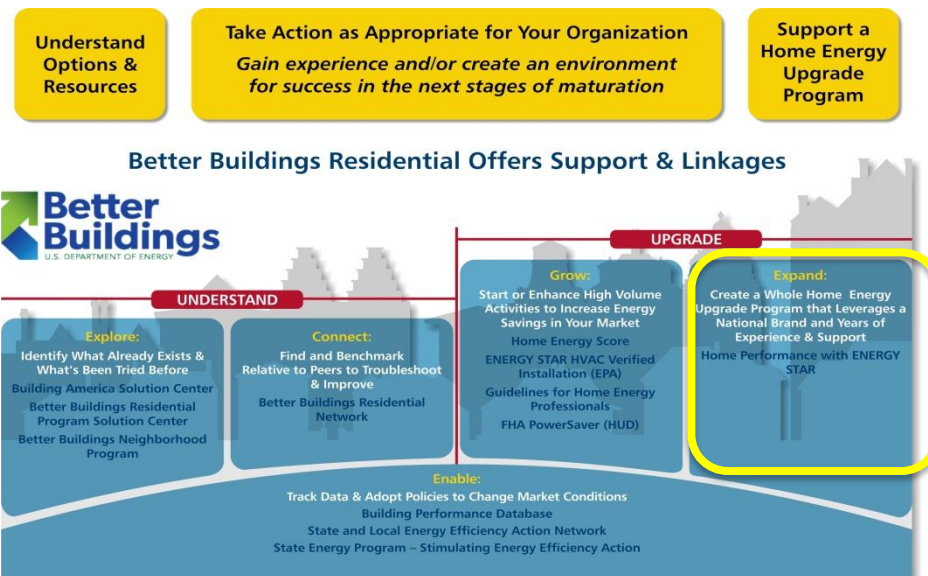 Understand
Options &
Resources
Take Action as Appropriate for Your Organization
Gain experience and/or create an environment
for success in the next stages of maturation
Support a
Home Energy
Upgrade
Program
Better Buildings Residential Offers Support & Linkages
Better
Buildings
U.S. DEPARTMENT OF ENERGY
UNDERSTAND
UPGRADE
Explore:
Identify What Already Exists &
What's Been Tried Before
Building America Solution Center
Better Buildings Residential
Program Solution Center
Better Buildings Neighborhood
Program
Connect:
Find and Benchmark
Relative to Peers to Troubleshoot
& Improve
Better Buildings Residential
Network
Grow:
Start or Enhance High Volume
Activities to Increase Energy
Savings in Your Market
Home Energy Score
ENERGY STAR HVAC Verified
Installation (EPA)
Guidelines for Home Energy
Professionals
FHA PowerSaver (HUD)
Expand:
Create a Whole Home Energy
Upgrade Program that Leverages a
National Brand and Years of
Experience & Support
Home Performance with ENERGY
STAR
Enable:
Track Data & Adopt Policies to Change Market Conditions
Building Performance Database
State and Local Energy Efficiency Action Network
State Energy Program – Stimulating Energy Efficiency Action